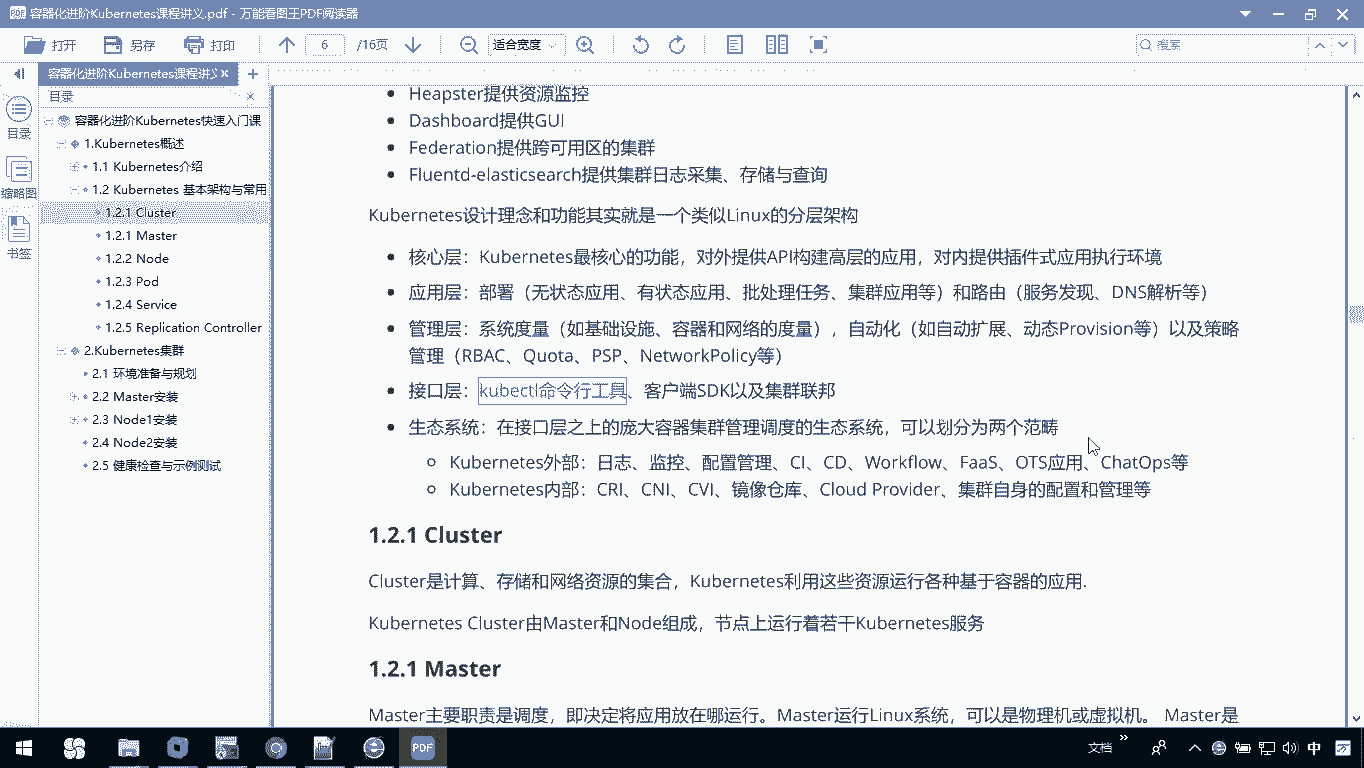 容器化进阶Kubernetes课程讲义.pdf - 万能看图王PDF阅读器
打开 另存 打印 6 /16页 适合宽度 搜索
容器化进阶Kubernetes课程讲义
目录
目录
缩略图
书签
容器化进阶Kubernetes快速入门课
1.Kubernetes概述
1.1 Kubernetes介绍
1.2 Kubernetes 基本架构与常用
1.2.1 Cluster
1.2.1 Master
1.2.2 Node
1.2.3 Pod
1.2.4 Service
1.2.5 Replication Controller
2.Kubernetes集群
2.1 环境准备与规划
2.2 Master安装
2.3 Node1安装
2.4 Node2安装
2.5 健康检查与示例测试
Heapster提供资源监控
Dashboard提供GUI
Federation提供跨可用区的集群
Fluentd-elasticsearch提供集群日志采集、存储与查询
Kubernetes设计理念和功能其实就是一个类似Linux的分层架构
核心层：Kubernetes最核心的功能，对外提供API构建高层的应用，对内提供插件式应用执行环境
应用层：部署（无状态应用、有状态应用、批处理任务、集群应用等）和路由（服务发现、DNS解析等）
管理层：系统度量（如基础设施、容器和网络的度量），自动化（如自动扩展、动态Provision等）以及策略
管理（RBAC、Quota、PSP、NetworkPolicy等）
接口层：kubectl命令行工具、客户端SDK以及集群联邦
生态系统：在接口层之上的庞大容器集群管理调度的生态系统，可以划分为两个范畴
Kubernetes外部：日志、监控、配置管理、CI、CD、Workflow、FaaS、OTS应用、ChatOps等
Kubernetes内部：CRI、CNI、CVI、镜像仓库、Cloud Provider、集群自身的配置和管理等
1.2.1 Cluster
Cluster是计算、存储和网络资源的集合，Kubernetes利用这些资源运行各种基于容器的应用.
Kubernetes Cluster由Master和Node组成，节点上运行着若干Kubernetes服务
1.2.1 Master
Master主要职责是调度，即决定将应用放在哪运行。Master运行Linux系统，可以是物理机或虚拟机。 Master是
PDF
文档
中